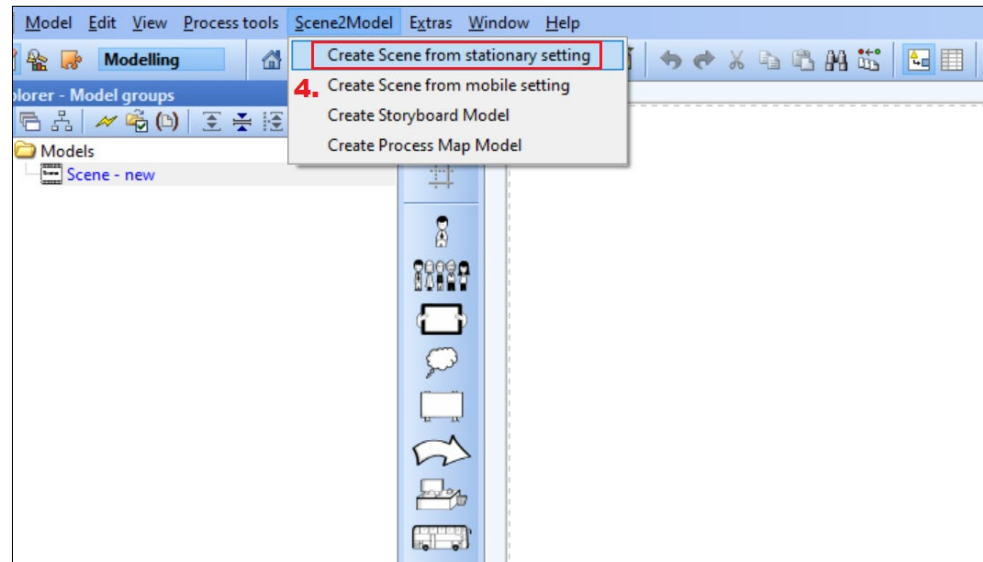 Model Edit View Process tools Scene2Model Extras Window Help
Modelling
Create Scene from stationary setting
4. Create Scene from mobile setting
Create Storyboard Model
Create Process Map Model
Explorer - Model groups
Models
Scene - new